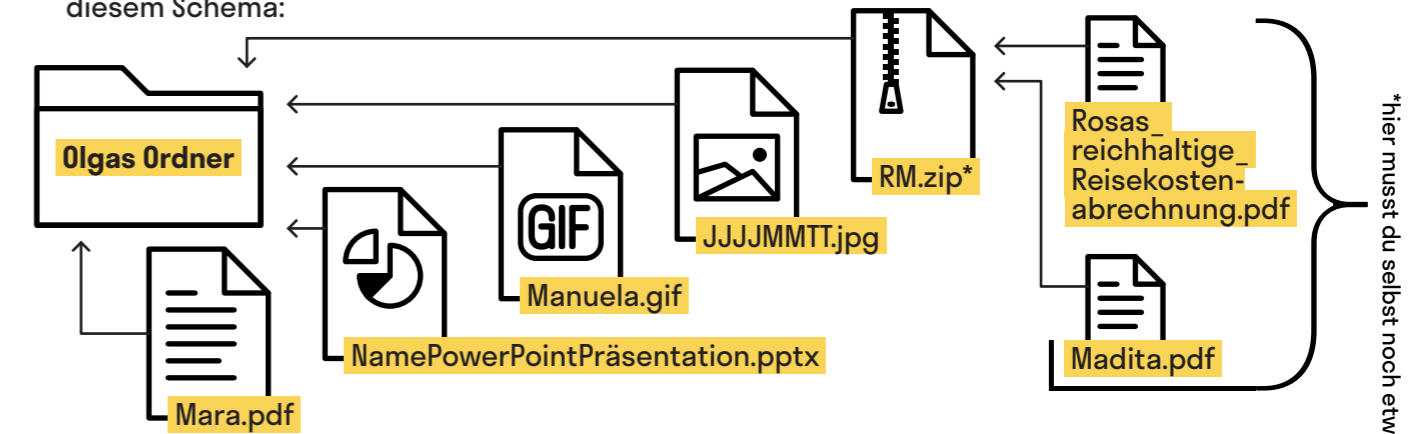 diesem Schema:
Olgas Ordner
Mara.pdf
NamePowerPointPräsentation.pptx
GIF
Manuela.gif
JJJJMMTT.jpg
RM.zip*
Rosas_
reichhaltige_
Reisekosten-
abrechnung.pdf
Madita.pdf
*hier musst du selbst noch etw